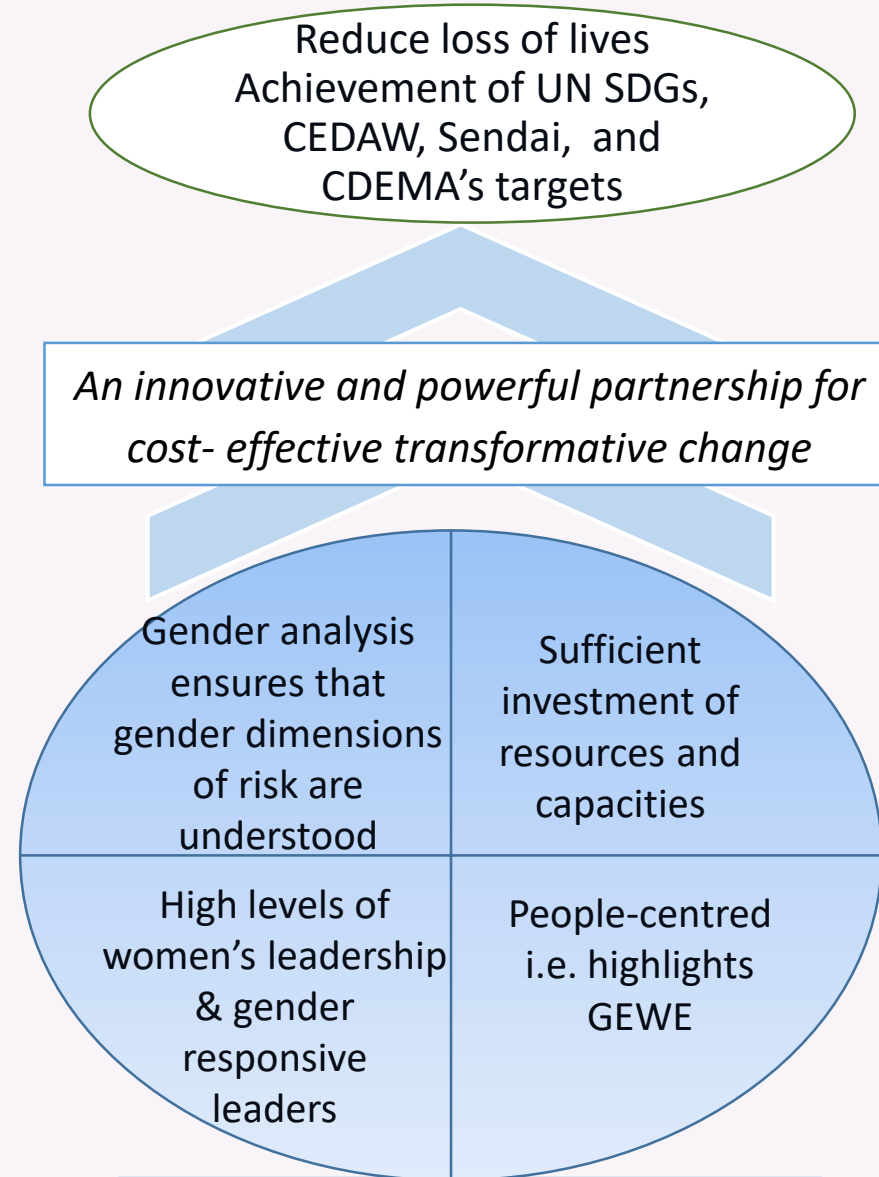 Reduce loss of lives
Achievement of UN SDGs,
CEDAW, Sendai,  and
CDEMA’s targets
An innovative and powerful partnership for
cost- effective transformative change
Gender analysis
ensures that
gender dimensions
of risk are
understood
Sufficient
investment of
resources and
capacities
High levels of
women’s leadership
& gender
responsive
leaders
People-centred
i.e. highlights
GEWE